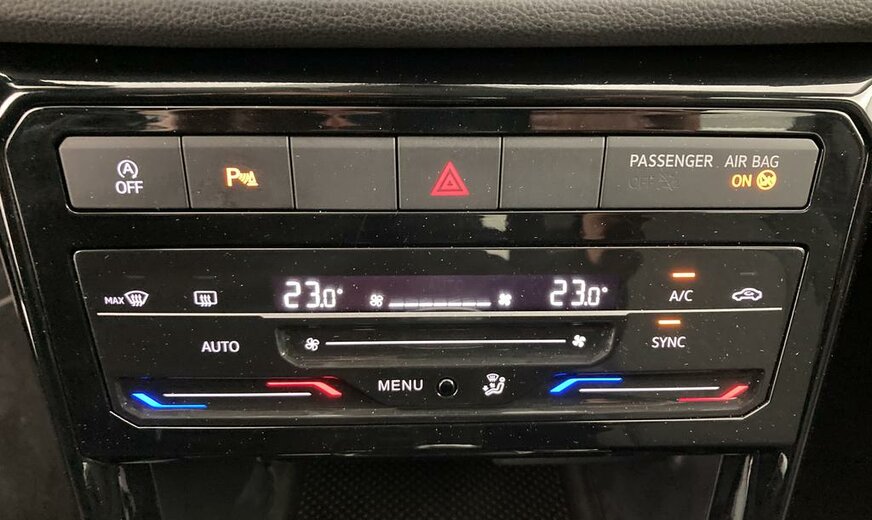 PASSENGER AIR BAG
A
OFF
P
OFF
ON
23.0°
23.0°
MAX
A/C
AUTO
SYNC
MENU